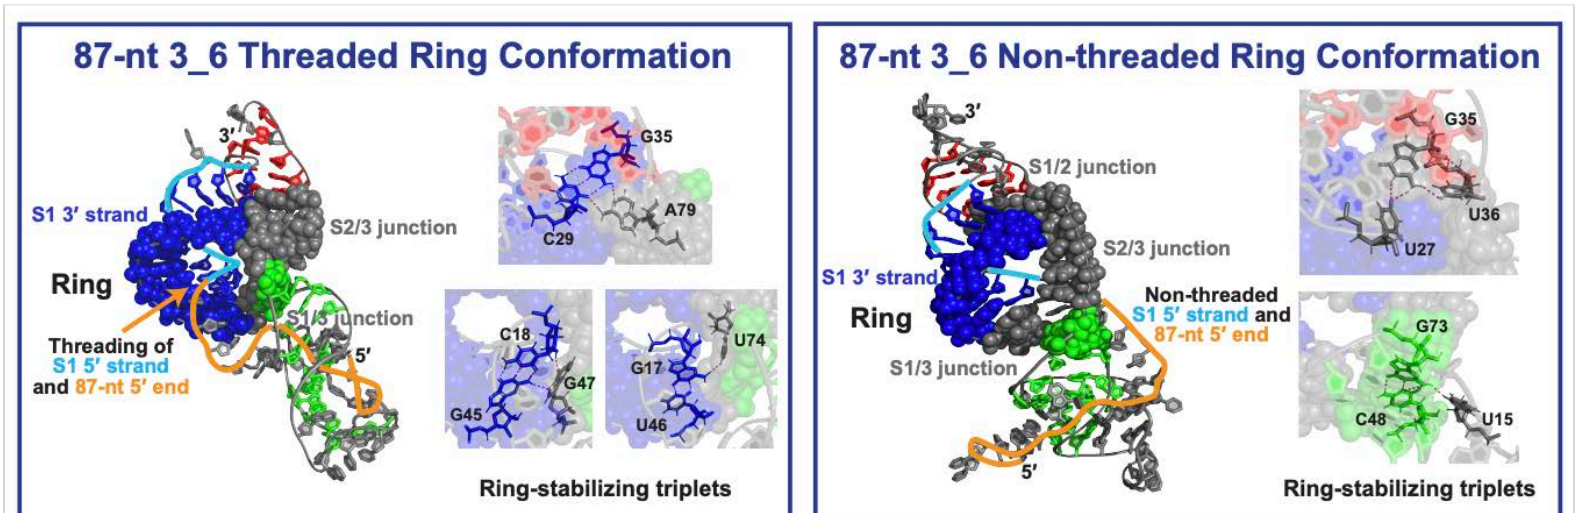 87-nt 3_6 Threaded Ring Conformation
3′
S1 3′ strand
S2/3 junction
Ring
S1/3 junction
Threading of
S1 5′ strand
and 87-nt 5′ end
5′
G35
A79
C29
C18
G47
G45
U74
G17
U46
Ring-stabilizing triplets
87-nt 3_6 Non-threaded Ring Conformation
3′
S1/2 junction
S2/3 junction
S1 3′ strand
Ring
Non-threaded
S1 5′ strand and
87-nt 5′ end
S1/3 junction
5′
G35
U36
U27
G73
C48
U15
Ring-stabilizing triplets